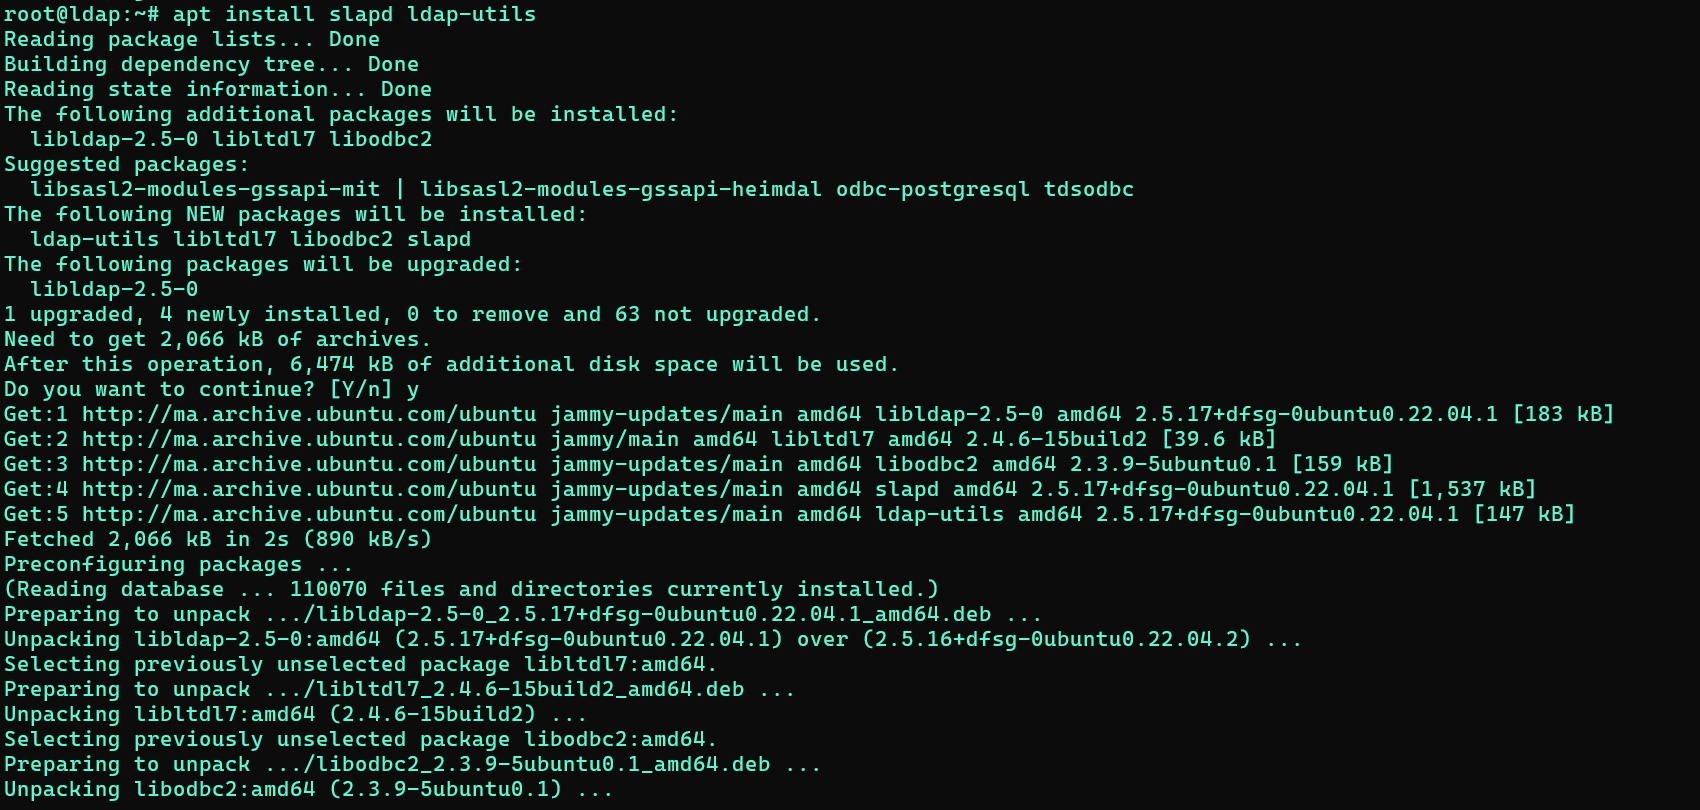 root@ldap:~# apt install slapd ldap-utils
Reading package lists... Done
Building dependency tree... Done
Reading state information... Done
The following additional packages will be installed:
  libldap-2.5-0 libltdl7 libodbc2
Suggested packages:
  libsasl2-modules-gssapi-mit | libsasl2-modules-gssapi-heimdal odbc-postgresql tdsodbc
The following NEW packages will be installed:
  ldap-utils libltdl7 libodbc2 slapd
The following packages will be upgraded:
  libldap-2.5-0
1 upgraded, 4 newly installed, 0 to remove and 63 not upgraded.
Need to get 2,066 kB of archives.
After this operation, 6,474 kB of additional disk space will be used.
Do you want to continue? [Y/n] y
Get:1 http://ma.archive.ubuntu.com/ubuntu jammy-updates/main amd64 libldap-2.5-0 amd64 2.5.17+dfsg-0ubuntu0.22.04.1 [183 kB]
Get:2 http://ma.archive.ubuntu.com/ubuntu jammy/main amd64 libltdl7 amd64 2.4.6-15build2 [39.6 kB]
Get:3 http://ma.archive.ubuntu.com/ubuntu jammy-updates/main amd64 libodbc2 amd64 2.3.9-5ubuntu0.1 [159 kB]
Get:4 http://ma.archive.ubuntu.com/ubuntu jammy-updates/main amd64 slapd amd64 2.5.17+dfsg-0ubuntu0.22.04.1 [1,537 kB]
Get:5 http://ma.archive.ubuntu.com/ubuntu jammy-updates/main amd64 ldap-utils amd64 2.5.17+dfsg-0ubuntu0.22.04.1 [147 kB]
Fetched 2,066 kB in 2s (890 kB/s)
Preconfiguring packages ...
(Reading database ... 110070 files and directories currently installed.)
Preparing to unpack .../libldap-2.5-0_2.5.17+dfsg-0ubuntu0.22.04.1_amd64.deb ...
Unpacking libldap-2.5-0:amd64 (2.5.17+dfsg-0ubuntu0.22.04.1) over (2.5.16+dfsg-0ubuntu0.22.04.2) ...
Selecting previously unselected package libltdl7:amd64.
Preparing to unpack .../libltdl7_2.4.6-15build2_amd64.deb ...
Unpacking libltdl7:amd64 (2.4.6-15build2) ...
Selecting previously unselected package libodbc2:amd64.
Preparing to unpack .../libodbc2_2.3.9-5ubuntu0.1_amd64.deb ...
Unpacking libodbc2:amd64 (2.3.9-5ubuntu0.1) ...